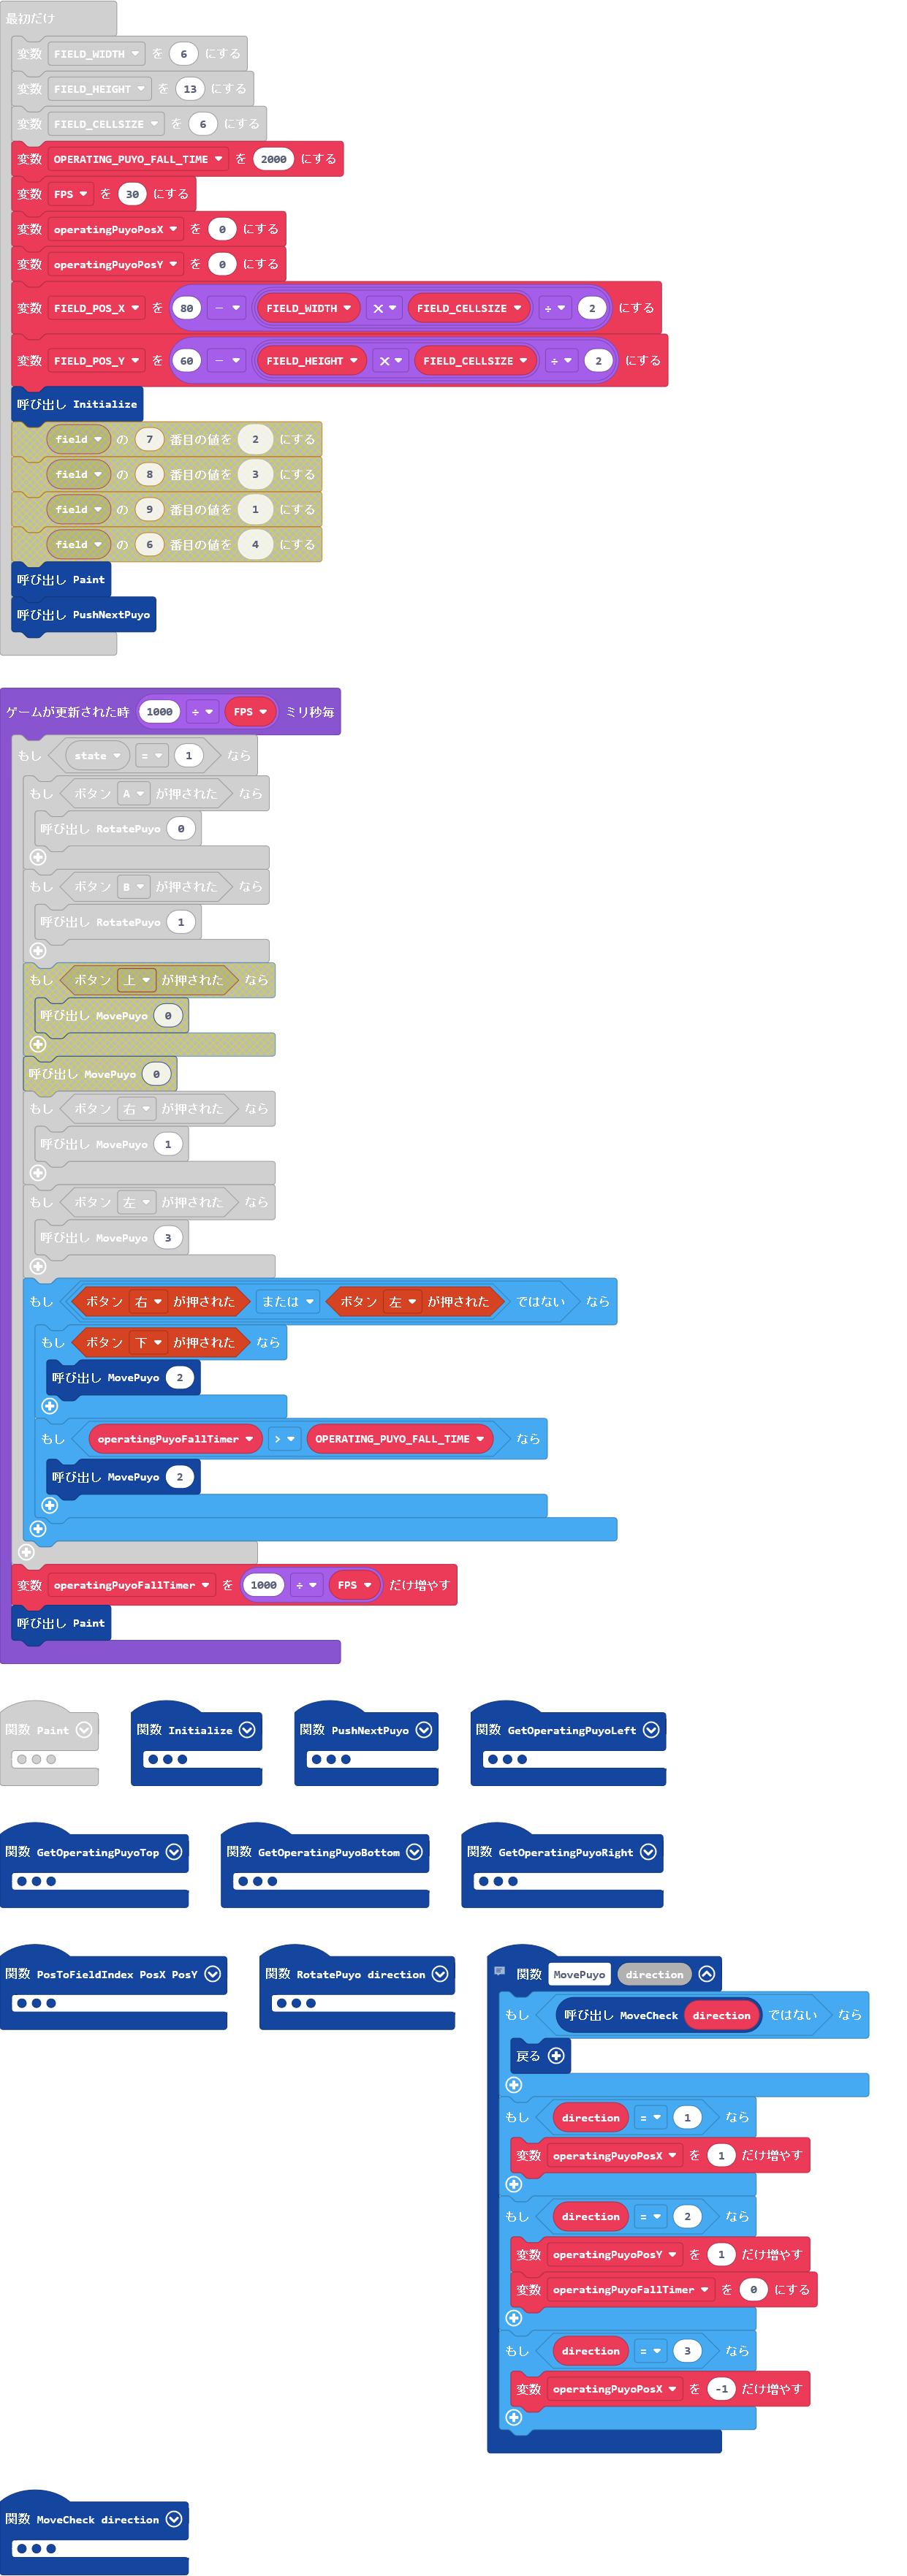 最初だけ
変数 FIELD_WIDTH を 6 にする
変数 FIELD_HEIGHT を 13 にする
変数 FIELD_CELLSIZE を 6 にする
変数 OPERATING_PUYO_FALL_TIME を 2000 にする
変数 FPS を 30 にする
変数 operatingPuyoPosX を 0 にする
変数 operatingPuyoPosY を 0 にする
変数 FIELD_POS_X を 80 - FIELD_WIDTH × FIELD_CELLSIZE ÷ 2 にする
変数 FIELD_POS_Y を 60 - FIELD_HEIGHT × FIELD_CELLSIZE ÷ 2 にする
呼び出し Initialize
field の 7 番目の値を 2 にする
field の 8 番目の値を 3 にする
field の 9 番目の値を 1 にする
field の 6 番目の値を 4 にする
呼び出し Paint
呼び出し PushNextPuyo
ゲームが更新された時 1000 ÷ FPS ミリ秒毎
もし state = 1 なら
もし ボタン A が押された なら
呼び出し RotatePuyo 0
もし ボタン B が押された なら
呼び出し RotatePuyo 1
もし ボタン 上 が押された なら
呼び出し MovePuyo 0
呼び出し MovePuyo 0
もし ボタン 右 が押された なら
呼び出し MovePuyo 1
もし ボタン 左 が押された なら
呼び出し MovePuyo 3
もし ボタン 右 が押された または ボタン 左 が押された ではない なら
もし ボタン 下 が押された なら
呼び出し MovePuyo 2
もし operatingPuyoFallTimer > OPERATING_PUYO_FALL_TIME なら
呼び出し MovePuyo 2
変数 operatingPuyoFallTimer を 1000 ÷ FPS だけ増やす
呼び出し Paint
関数 Paint
関数 Initialize
関数 PushNextPuyo
関数 GetOperatingPuyoLeft
関数 GetOperatingPuyoTop
関数 GetOperatingPuyoBottom
関数 GetOperatingPuyoRight
関数 PosToFieldIndex PosX PosY
関数 RotatePuyo direction
関数 MovePuyo direction
もし 呼び出し MoveCheck direction ではない なら
戻る
もし direction = 1 なら
変数 operatingPuyoPosX を 1 だけ増やす
もし direction = 2 なら
変数 operatingPuyoPosY を 1 だけ増やす
変数 operatingPuyoFallTimer を 0 にする
もし direction = 3 なら
変数 operatingPuyoPosX を -1 だけ増やす
関数 MoveCheck direction